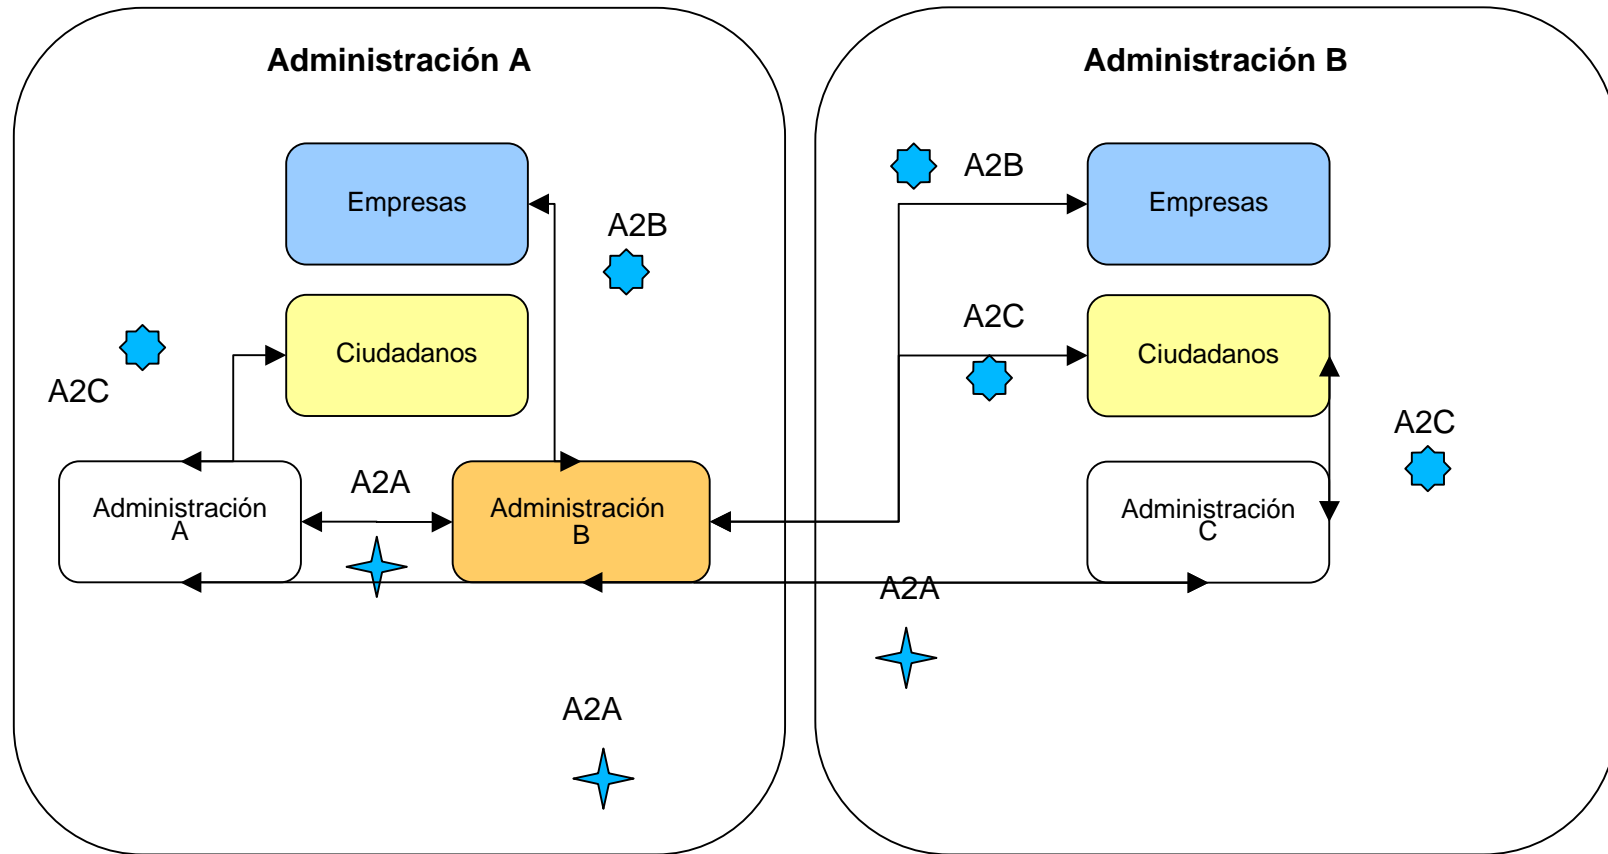 Administración A
Empresas
A2B
Ciudadanos
A2C
A2A
Administración
A
Administración
B
A2A
Administración B
A2B
Empresas
A2C
Ciudadanos
A2C
Administración
C
A2A